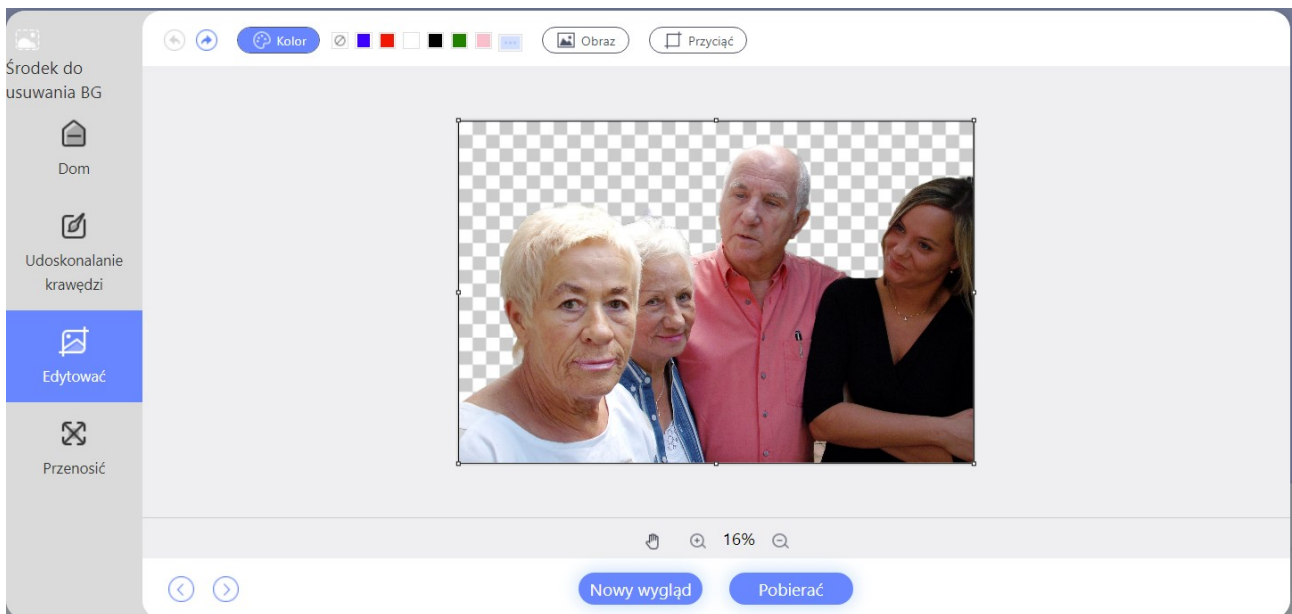 Kolor
Obraz
Przyciąć
Środek do
usuwania BG
Dom
Udoskonalanie
krawędzi
Edytować
Przenosić
16%
Nowy wygląd
Pobierać